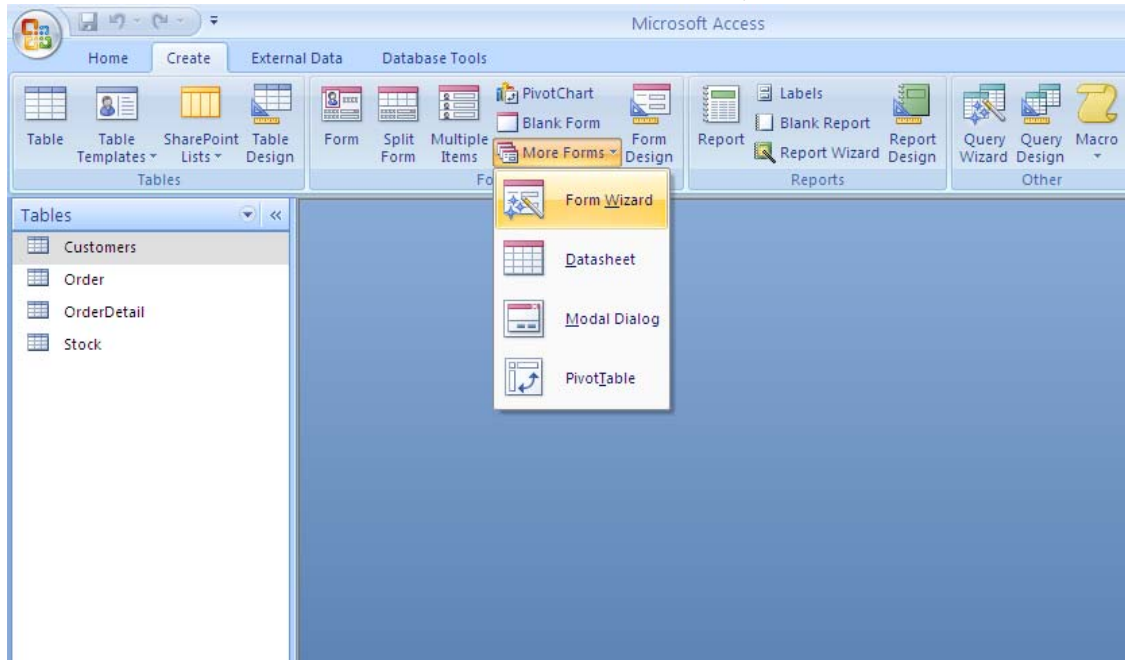 Microsoft Access
Home Create External Data Database Tools
Table
Table Templates
SharePoint Lists
Table Design
Tables
Form
Split Form
Multiple Items
PivotChart
Blank Form
More Forms
Form Design
Fo
Report
Labels
Blank Report
Report Wizard
Report Design
Reports
Query Wizard
Query Design
Macro
Other
Form Wizard
Datasheet
Modal Dialog
PivotTable
Tables
Customers
Order
OrderDetail
Stock